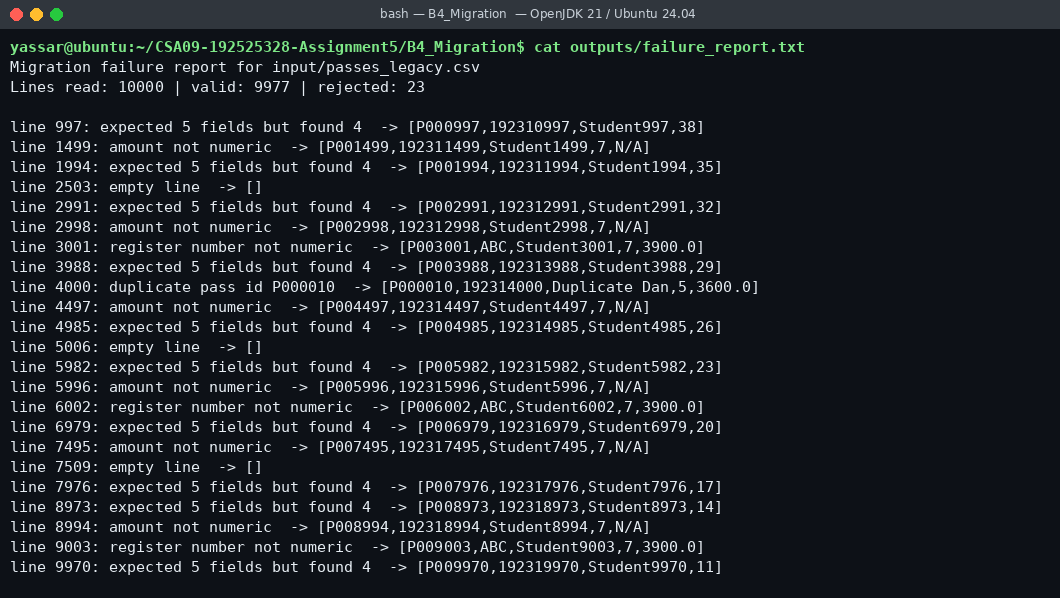 bash — B4_Migration — OpenJDK 21 / Ubuntu 24.04
yassar@ubuntu:~/CSA09-192525328-Assignment5/B4_Migration$ cat outputs/failure_report.txt
Migration failure report for input/passes_legacy.csv
Lines read: 10000 | valid: 9977 | rejected: 23
line 997: expected 5 fields but found 4  -> [P000997,192310997,Student997,38]
line 1499: amount not numeric  -> [P001499,192311499,Student1499,7,N/A]
line 1994: expected 5 fields but found 4  -> [P001994,192311994,Student1994,35]
line 2503: empty line  -> []
line 2991: expected 5 fields but found 4  -> [P002991,192312991,Student2991,32]
line 2998: amount not numeric  -> [P002998,192312998,Student2998,7,N/A]
line 3001: register number not numeric  -> [P003001,ABC,Student3001,7,3900.0]
line 3988: expected 5 fields but found 4  -> [P003988,192313988,Student3988,29]
line 4000: duplicate pass id P000010  -> [P000010,192314000,Duplicate Dan,5,3600.0]
line 4497: amount not numeric  -> [P004497,192314497,Student4497,7,N/A]
line 4985: expected 5 fields but found 4  -> [P004985,192314985,Student4985,26]
line 5006: empty line  -> []
line 5982: expected 5 fields but found 4  -> [P005982,192315982,Student5982,23]
line 5996: amount not numeric  -> [P005996,192315996,Student5996,7,N/A]
line 6002: register number not numeric  -> [P006002,ABC,Student6002,7,3900.0]
line 6979: expected 5 fields but found 4  -> [P006979,192316979,Student6979,20]
line 7495: amount not numeric  -> [P007495,192317495,Student7495,7,N/A]
line 7509: empty line  -> []
line 7976: expected 5 fields but found 4  -> [P007976,192317976,Student7976,17]
line 8973: expected 5 fields but found 4  -> [P008973,192318973,Student8973,14]
line 8994: amount not numeric  -> [P008994,192318994,Student8994,7,N/A]
line 9003: register number not numeric  -> [P009003,ABC,Student9003,7,3900.0]
line 9970: expected 5 fields but found 4  -> [P009970,192319970,Student9970,11]